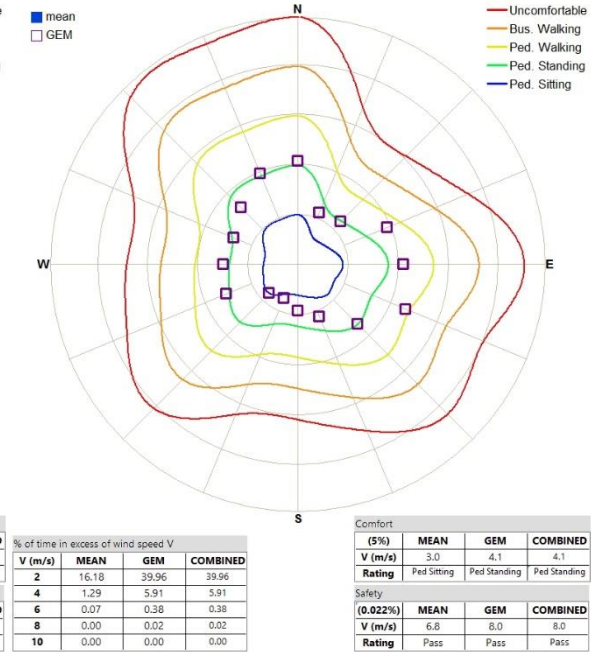 mean
GEM
N
Uncomfortable
Bus. Walking
Ped. Walking
Ped. Standing
Ped. Sitting
W
E
S
% of time in excess of wind speed V
V (m/s) MEAN GEM COMBINED
2 16.18 39.96 39.96
4 1.29 5.91 5.91
6 0.07 0.38 0.38
8 0.00 0.02 0.02
10 0.00 0.00 0.00
Comfort
(5%) MEAN GEM COMBINED
V (m/s) 3.0 4.1 4.1
Rating Ped Sitting Ped Standing Ped Standing
Safety
(0.022%) MEAN GEM COMBINED
V (m/s) 6.8 8.0 8.0
Rating Pass Pass Pass